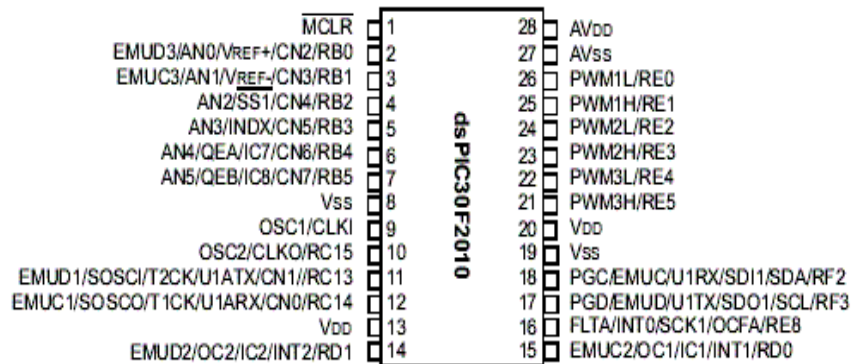 MCLR 1 28 AVDD
EMUD3/AN0/VREF+/CN2/RB0 2 27 AVSS
EMUC3/AN1/VREF-/CN3/RB1 3 26 PWM1L/RE0
AN2/SS1/CN4/RB2 4 25 PWM1H/RE1
AN3/INDX/CN5/RB3 5 24 PWM2L/RE2
AN4/QEA/IC7/CN6/RB4 6 23 PWM2H/RE3
AN5/QEB/IC8/CN7/RB5 7 22 PWM3L/RE4
VSS 8 21 PWM3H/RE5
OSC1/CLKI 9 20 VDD
OSC2/CLKO/RC15 10 19 VSS
EMUD1/SOSCI/T2CK/U1ATX/CN1//RC13 11 18 PGC/EMUC/U1RX/SDI1/SDA/RF2
EMUC1/SOSCO/T1CK/U1ARX/CN0/RC14 12 17 PGD/EMUD/U1TX/SDO1/SCL/RF3
VDD 13 16 FLTA/INT0/SCK1/OCFA/RE8
EMUD2/OC2/IC2/INT2/RD1 14 15 EMUC2/OC1/IC1/INT1/RD0
dsPIC30F2010